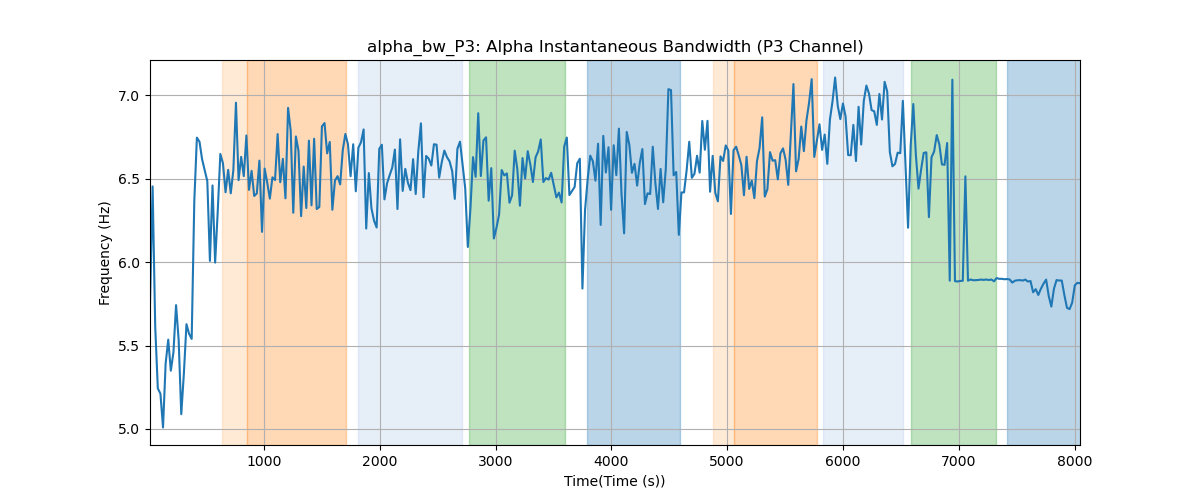 alpha_bw_P3: Alpha Instantaneous Bandwidth (P3 Channel)
Frequency (Hz)
7.0
6.5
6.0
5.5
5.0
1000 2000 3000 4000 5000 6000 7000 8000
Time(Time (s))